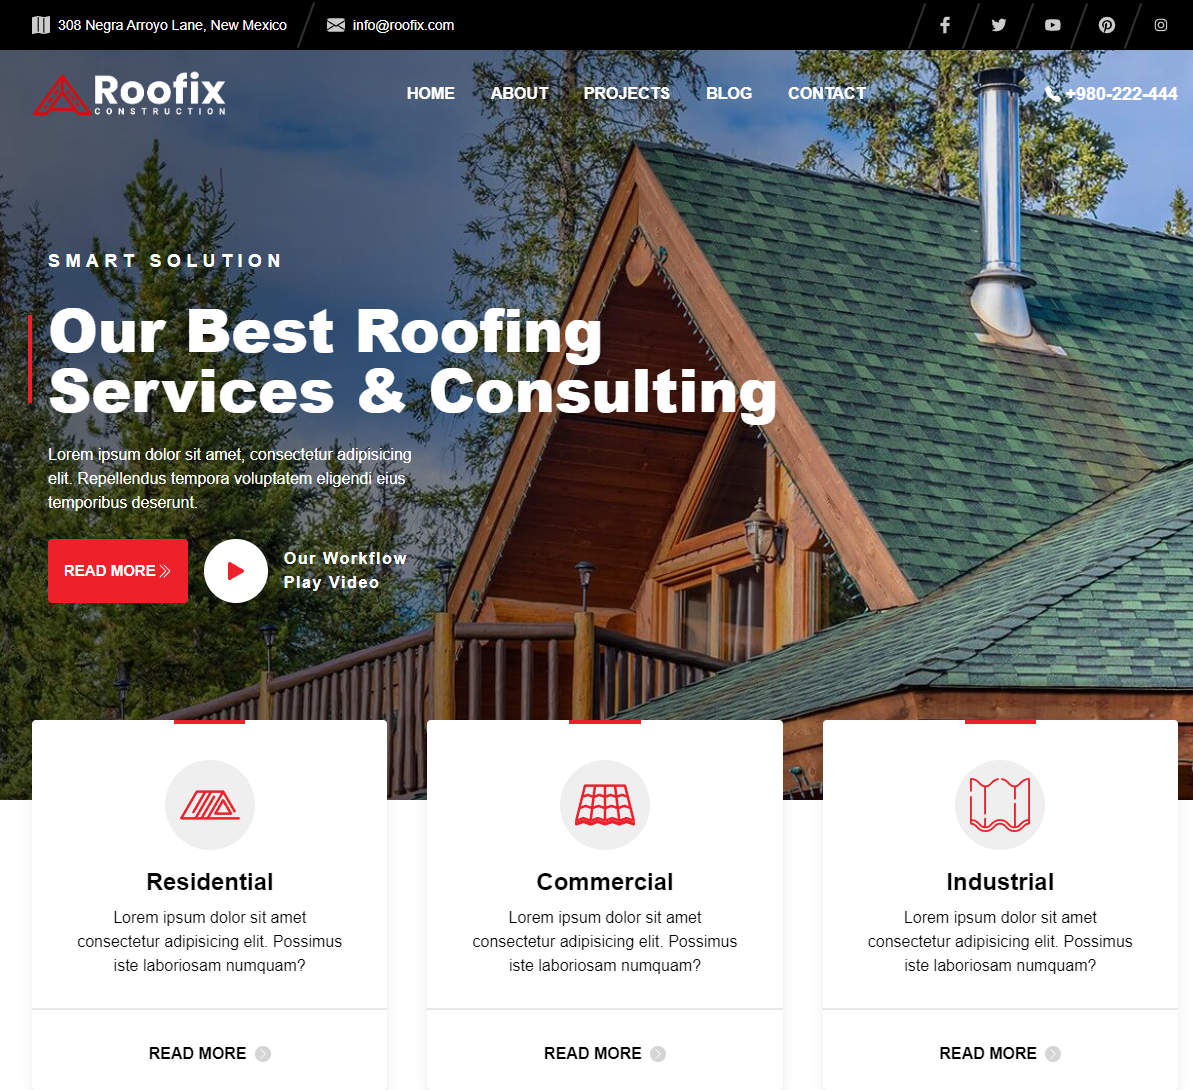 308 Negra Arroyo Lane, New Mexico
info@roofix.com
Roofix
CONSTRUCTION
HOME
ABOUT
PROJECTS
BLOG
CONTACT
+980-222-444
SMART SOLUTION
Our Best Roofing
Services & Consulting
Lorem ipsum dolor sit amet, consectetur adipisicing
elit. Repellendus tempora voluptatem eligendi eius
temporibus deserunt.
READ MORE
Our Workflow
Play Video
Residential
Lorem ipsum dolor sit amet
consectetur adipisicing elit. Possimus
iste laboriosam numquam?
READ MORE
Commercial
Lorem ipsum dolor sit amet
consectetur adipisicing elit. Possimus
iste laboriosam numquam?
READ MORE
Industrial
Lorem ipsum dolor sit amet
consectetur adipisicing elit. Possimus
iste laboriosam numquam?
READ MORE